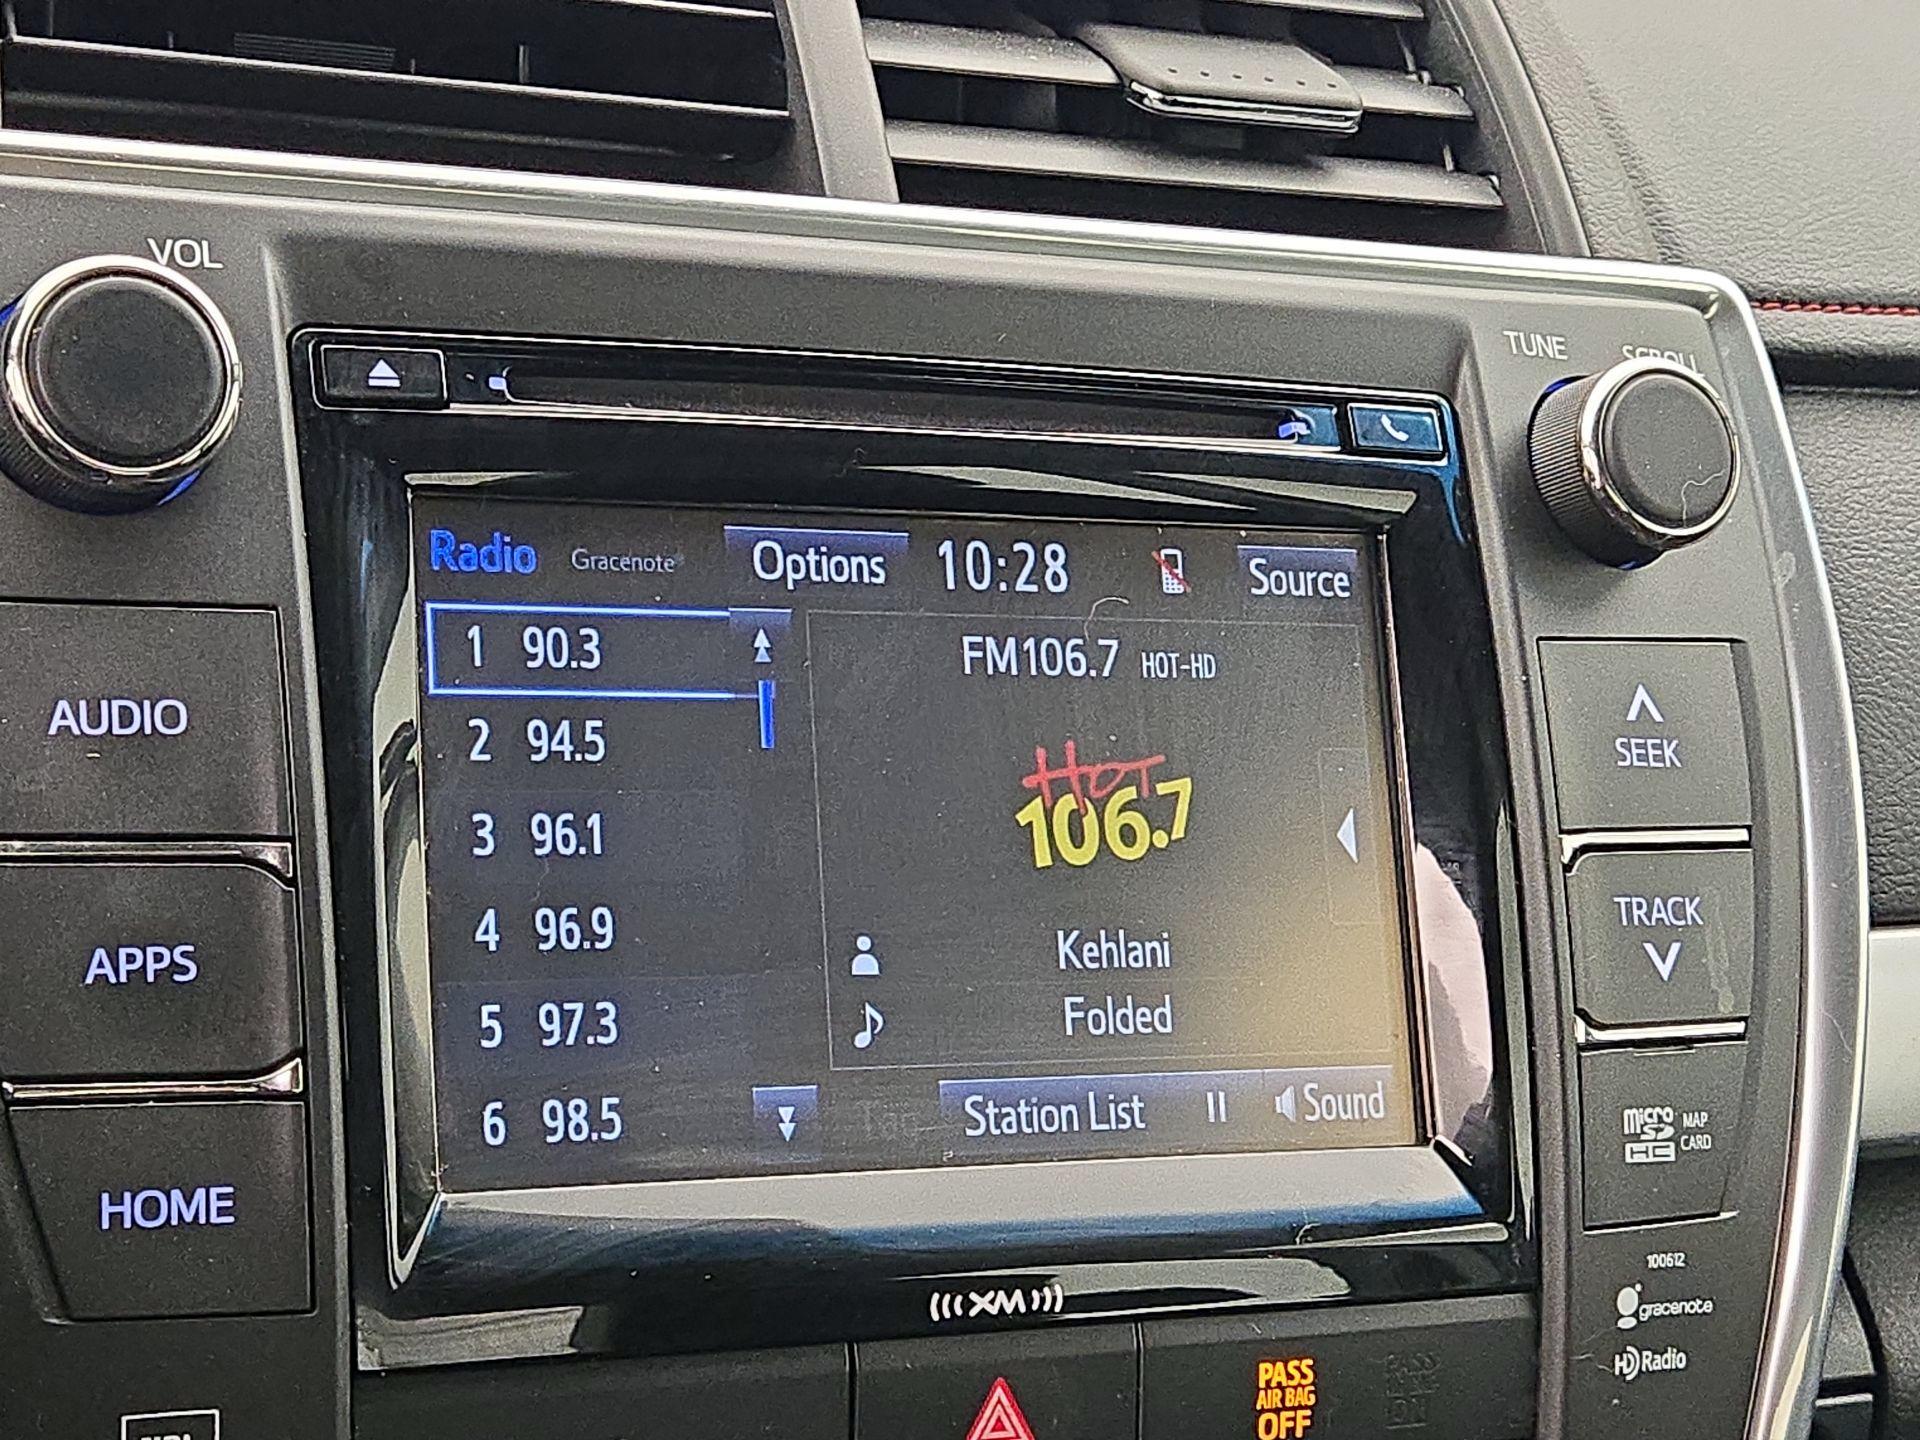 VOL
TUNE SCROLL
Radio Gracenote Options 10:28 Source
1 90.3
2 94.5
3 96.1
4 96.9
5 97.3
6 98.5
FM106.7 HOT-HD
HOT
106.7
Kehlani
Folded
Station List Sound
AUDIO
APPS
HOME
SEEK
TRACK
micro
SD
HC
MAP
CARD
100612
gracenote
HD Radio
(((XM)))
PASS
AIR BAG
OFF
PASS
ON
JBL